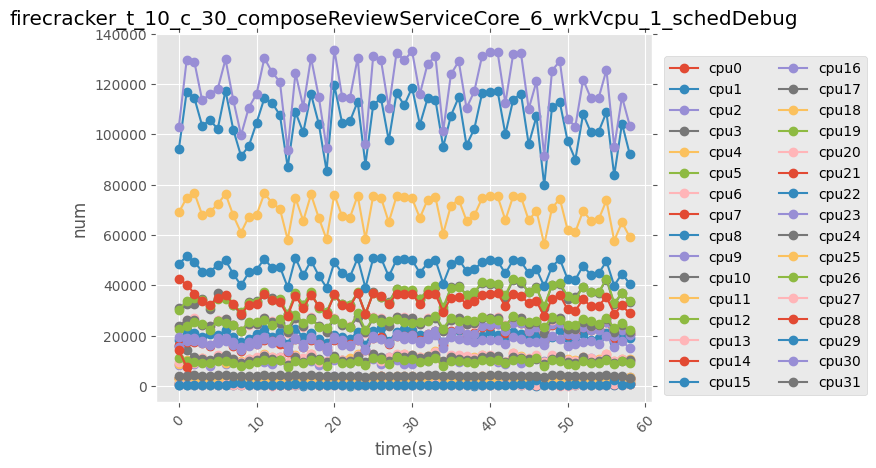 firecracker_t_10_c_30_composeReviewServiceCore_6_wrkVcpu_1_schedDebug
140000
120000
100000
80000
60000
40000
20000
0
num
0
10
20
30
40
50
60
time(s)
cpu0
cpu1
cpu2
cpu3
cpu4
cpu5
cpu6
cpu7
cpu8
cpu9
cpu10
cpu11
cpu12
cpu13
cpu14
cpu15
cpu16
cpu17
cpu18
cpu19
cpu20
cpu21
cpu22
cpu23
cpu24
cpu25
cpu26
cpu27
cpu28
cpu29
cpu30
cpu31